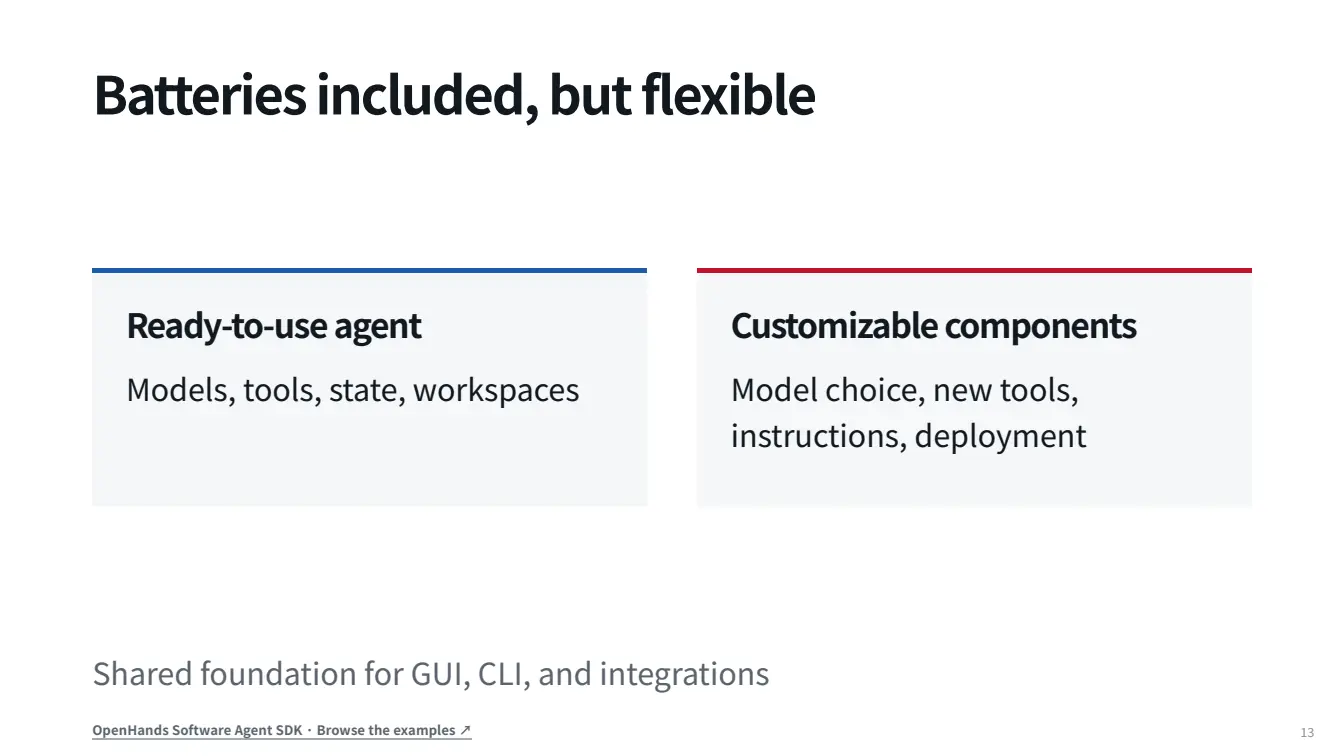 Batteries included, but flexible
Ready-to-use agent
Models, tools, state, workspaces
Customizable components
Model choice, new tools,
instructions, deployment
Shared foundation for GUI, CLI, and integrations
OpenHands Software Agent SDK · Browse the examples ↗
13